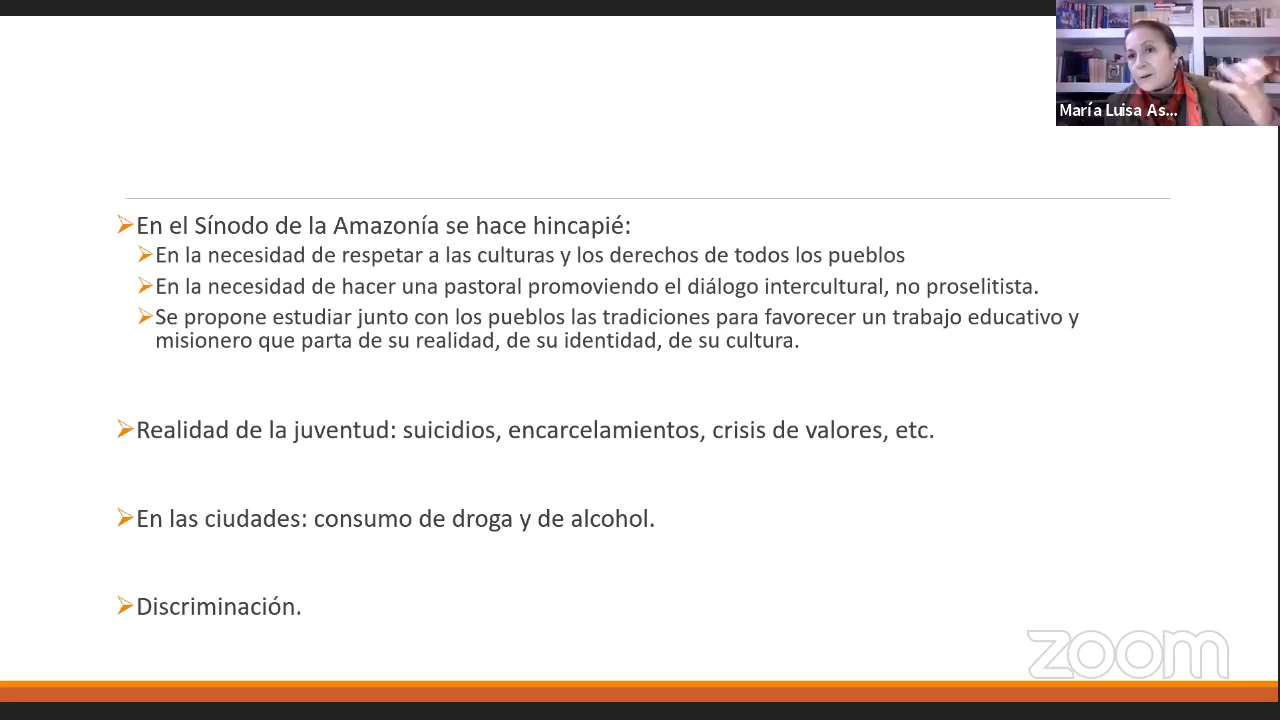 María Luisa As...
En el Sínodo de la Amazonía se hace hincapié:
En la necesidad de respetar a las culturas y los derechos de todos los pueblos
En la necesidad de hacer una pastoral promoviendo el diálogo intercultural, no proselitista.
Se propone estudiar junto con los pueblos las tradiciones para favorecer un trabajo educativo y
misionero que parta de su realidad, de su identidad, de su cultura.
Realidad de la juventud: suicidios, encarcelamientos, crisis de valores, etc.
En las ciudades: consumo de droga y de alcohol.
Discriminación.
zoom